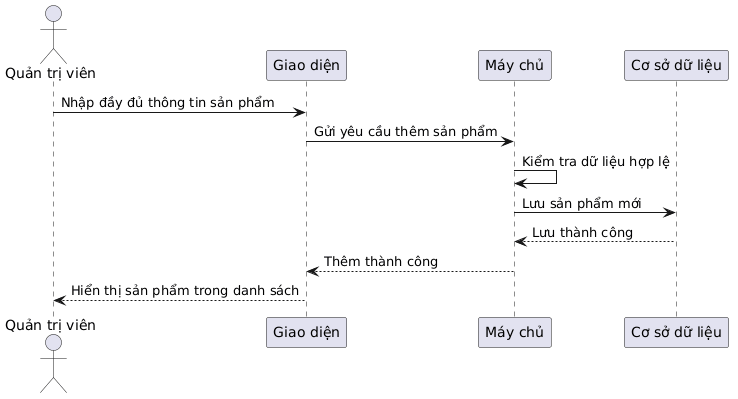 Quản trị viên
Giao diện
Máy chủ
Cơ sở dữ liệu
Nhập đầy đủ thông tin sản phẩm
Gửi yêu cầu thêm sản phẩm
Kiểm tra dữ liệu hợp lệ
Lưu sản phẩm mới
Lưu thành công
Thêm thành công
Hiển thị sản phẩm trong danh sách
Quản trị viên
Giao diện
Máy chủ
Cơ sở dữ liệu